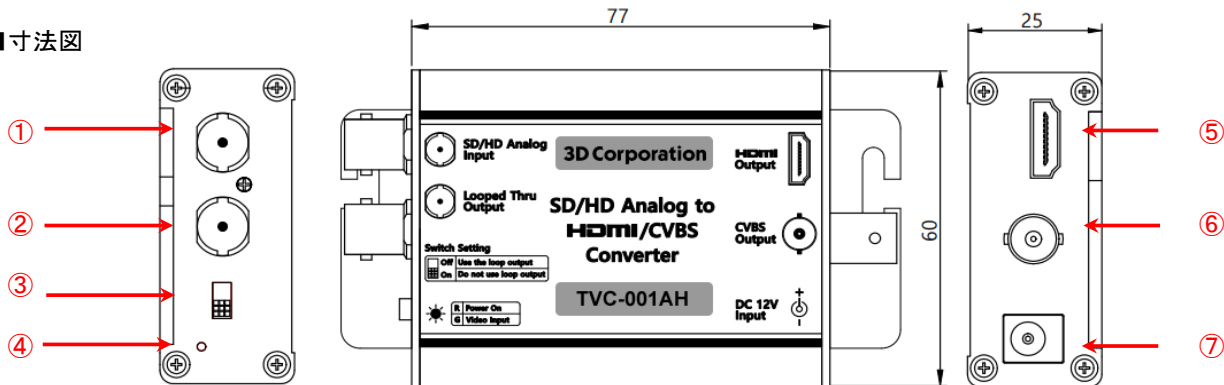 ■寸法図
77
25
60
①
②
③
④
SD/HD Analog
Input
Looped Thru
Output
Switch Setting
Off Use the loop output
On Do not use loop output
R Power On
G Video Input
3D Corporation
SD/HD Analog to
HDMI/CVBS
Converter
TVC-001AH
HDMI
Output
CVBS
Output
DC 12V
Input
+
−
⑤
⑥
⑦